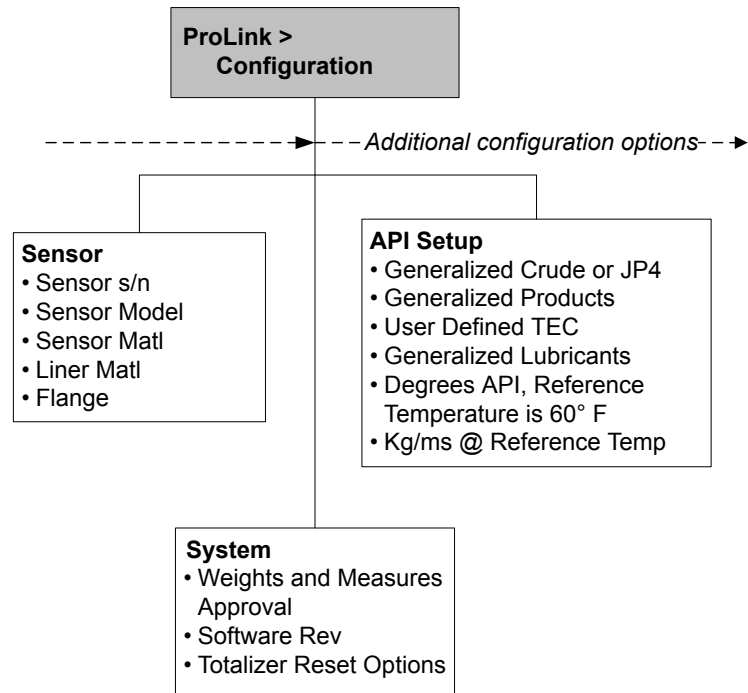 ProLink >
Configuration
Additional configuration options
Sensor
• Sensor s/n
• Sensor Model
• Sensor Matl
• Liner Matl
• Flange
API Setup
• Generalized Crude or JP4
• Generalized Products
• User Defined TEC
• Generalized Lubricants
• Degrees API, Reference
Temperature is 60° F
• Kg/ms @ Reference Temp
System
• Weights and Measures
Approval
• Software Rev
• Totalizer Reset Options